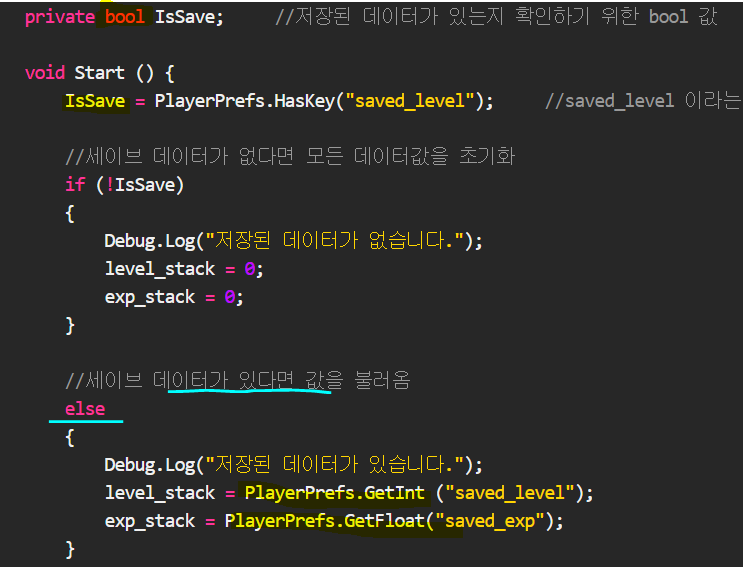 private bool IsSave;    //저장된 데이터가 있는지 확인하기 위한 bool 값
void Start () {
IsSave = PlayerPrefs.HasKey("saved_level");    //saved_level 이라는
//세이브 데이터가 없다면 모든 데이터값을 초기화
if (!IsSave)
{
Debug.Log("저장된 데이터가 없습니다.");
level_stack = 0;
exp_stack = 0;
}
//세이브 데이터가 있다면 값을 불러옴
else
{
Debug.Log("저장된 데이터가 있습니다.");
level_stack = PlayerPrefs.GetInt ("saved_level");
exp_stack = PlayerPrefs.GetFloat("saved_exp");
}